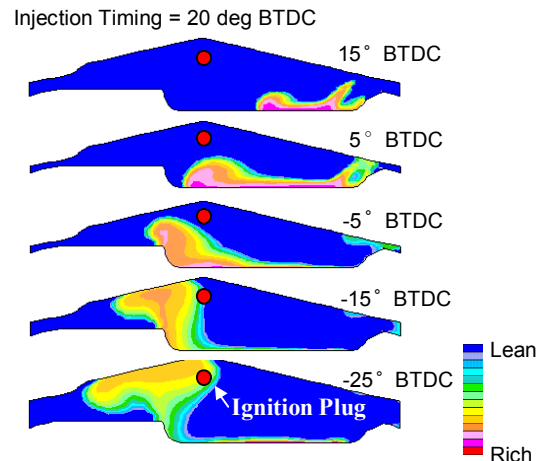 Injection Timing = 20 deg BTDC
15° BTDC
5° BTDC
-5° BTDC
-15° BTDC
-25° BTDC
Ignition Plug
Lean
Rich